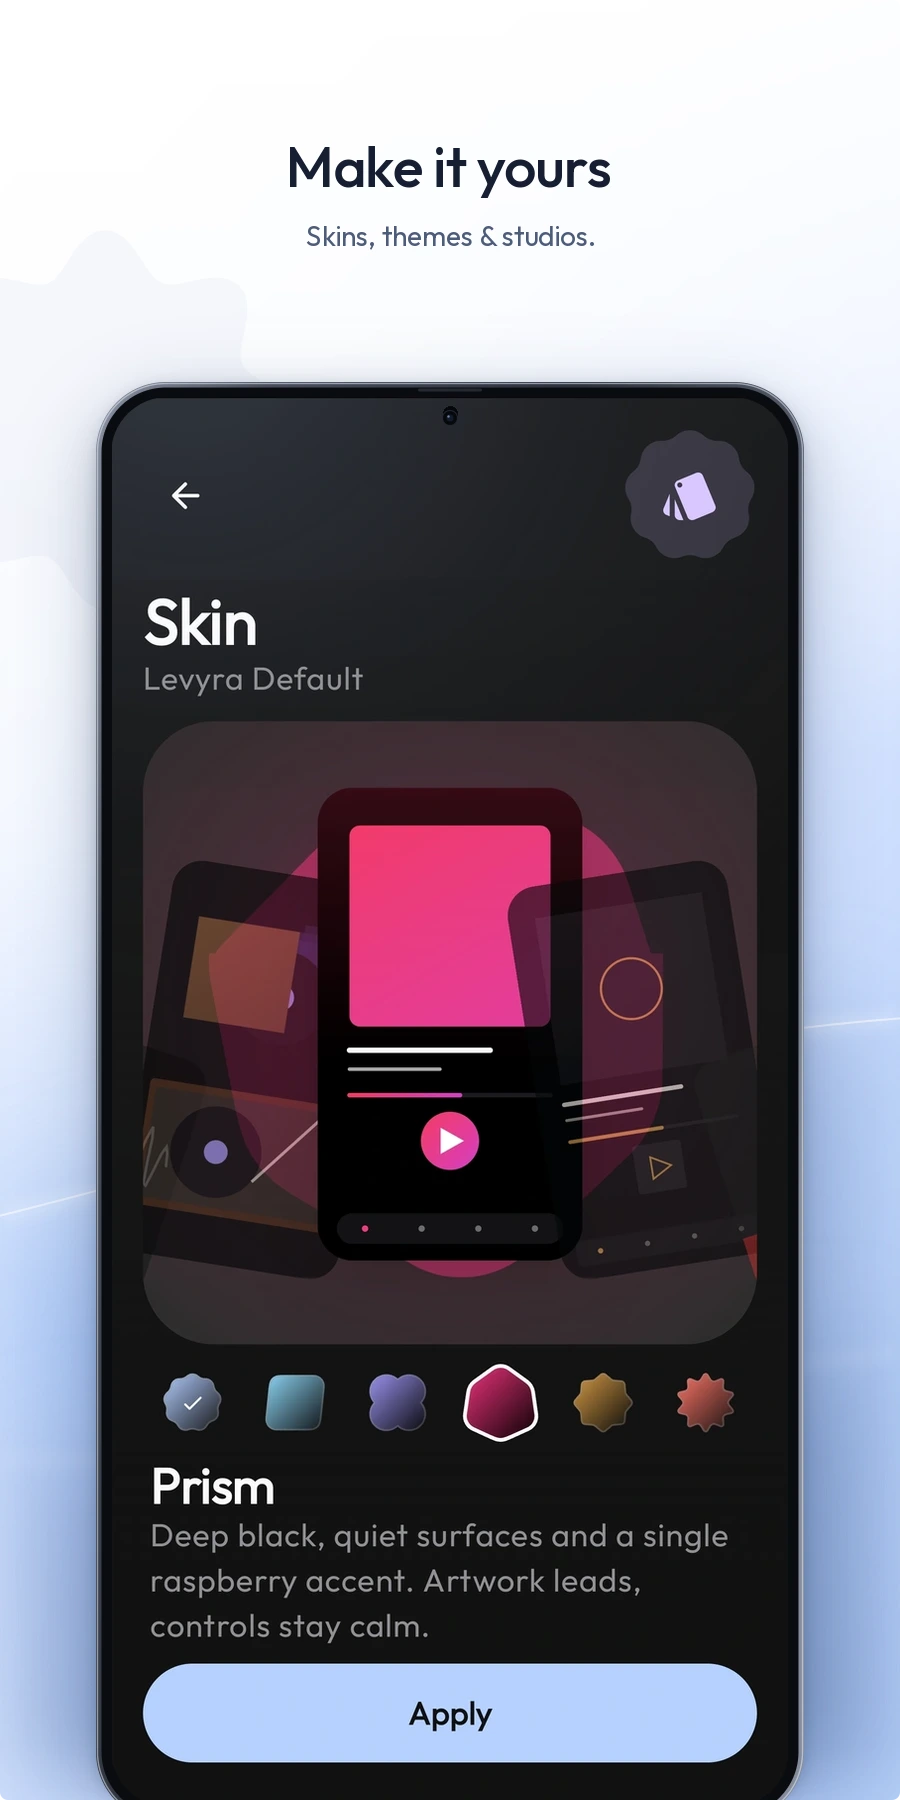 Make it yours
Skins, themes & studios.
Skin
Levyra Default
Prism
Deep black, quiet surfaces and a single
raspberry accent. Artwork leads,
controls stay calm.
Apply